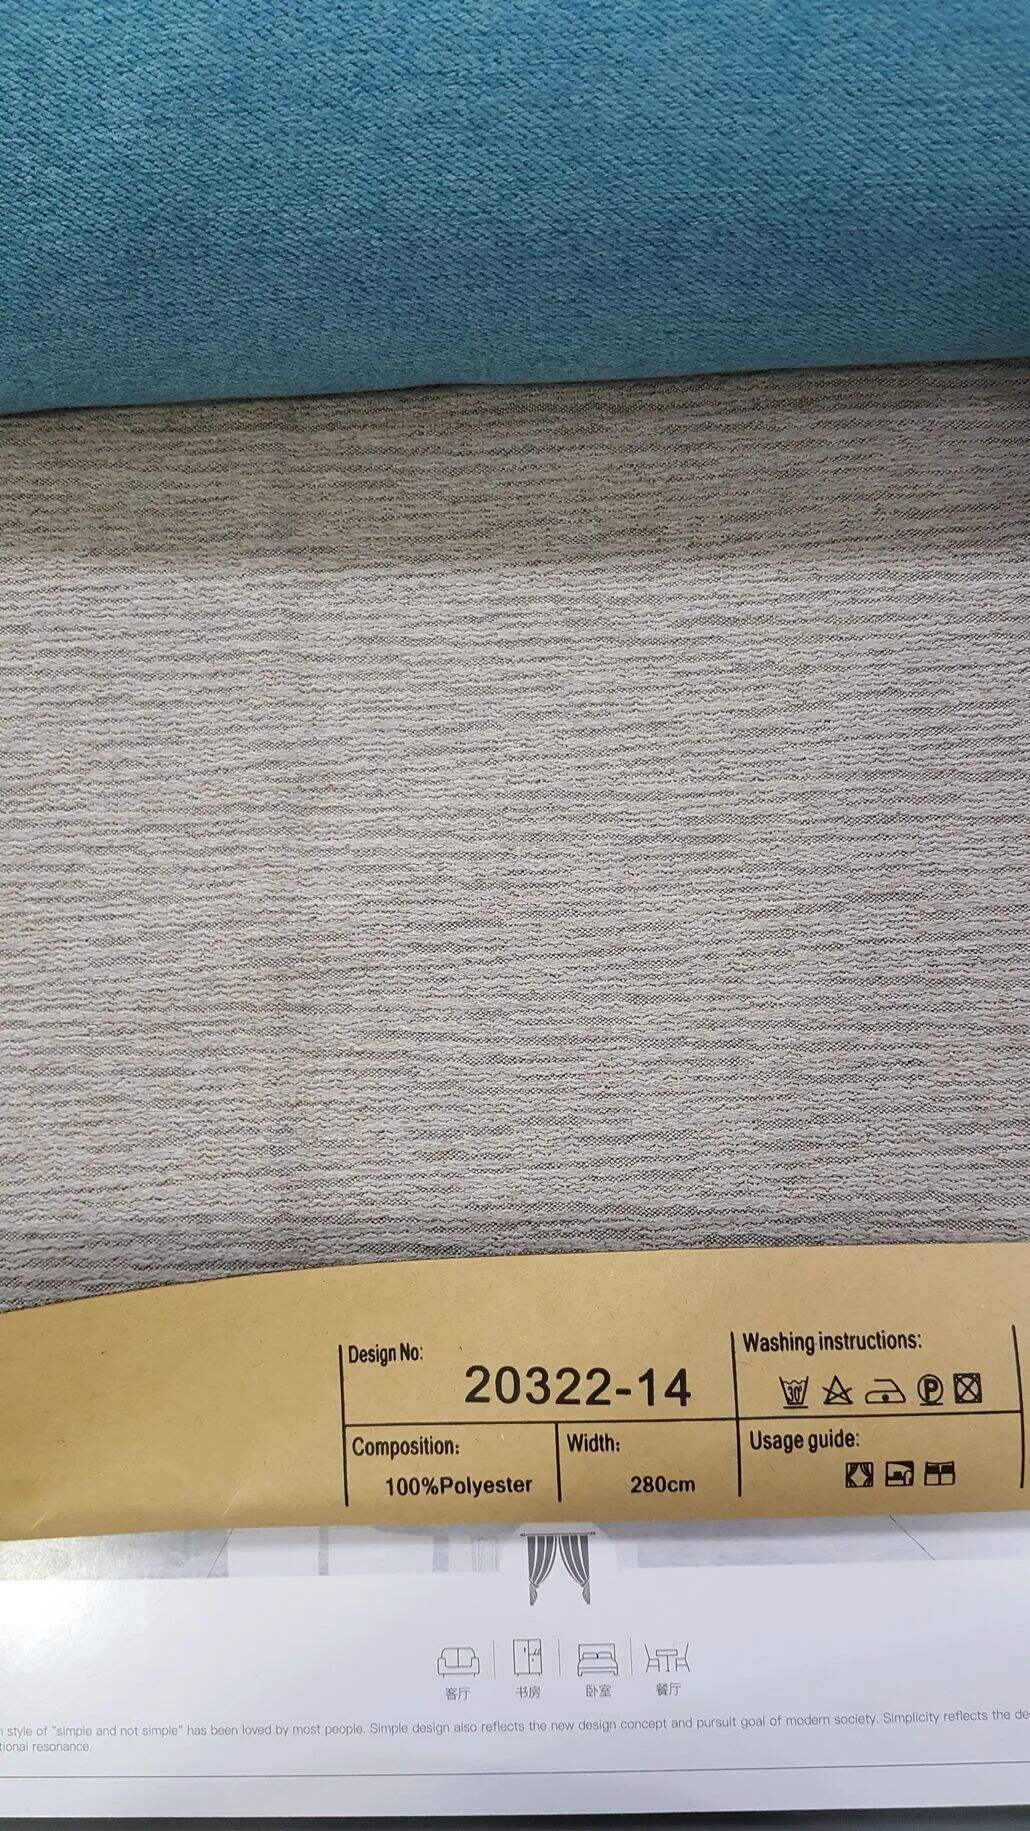 Design No:
20322-14
Washing instructions:
30°
P
Composition:
100%Polyester
Width:
280cm
Usage guide:
客厅
书房
卧室
餐厅
style of "simple and not simple" has been loved by most people. Simple design also reflects the new design concept and pursuit goal of modern society. Simplicity reflects the
tional resonance.